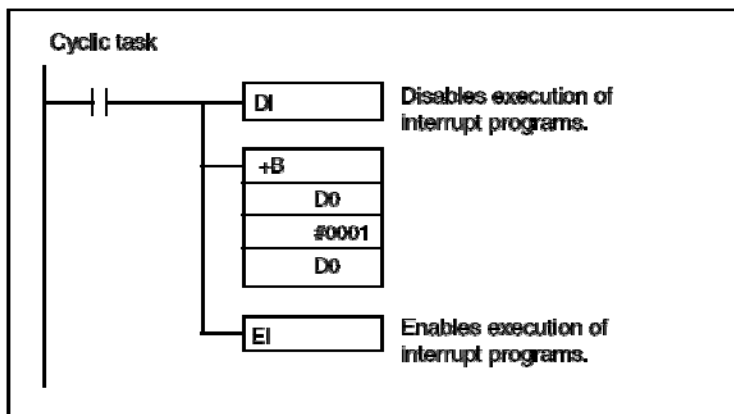 Cyclic task
DI
Disables execution of
interrupt programs.
+B
D0
#0001
D0
EI
Enables execution of
interrupt programs.